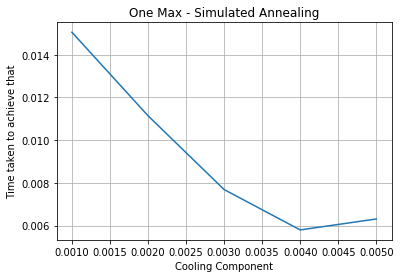 One Max - Simulated Annealing
Time taken to achieve that
0.014
0.012
0.010
0.008
0.006
0.0010 0.0015 0.0020 0.0025 0.0030 0.0035 0.0040 0.0045 0.0050
Cooling Component